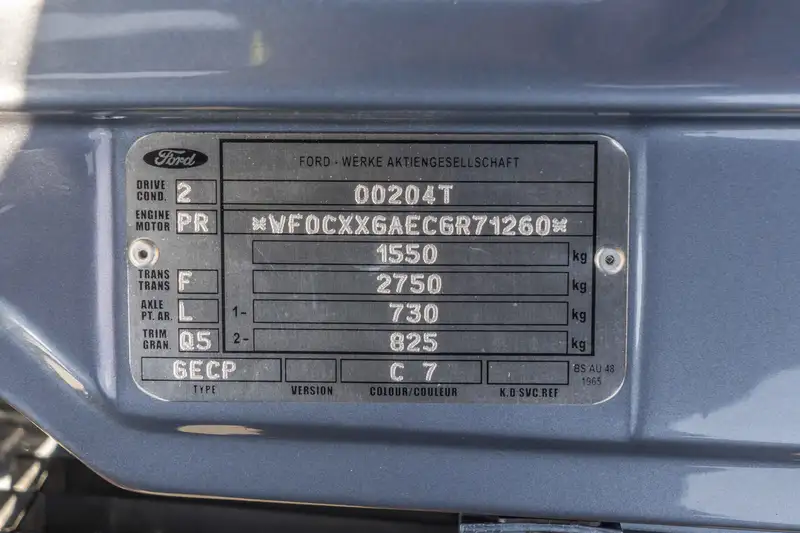 Ford
FORD - WERKE AKTIENGESELLSCHAFT
DRIVE COND. 2 00204T
ENGINE MOTOR PR *WF0CXXGAECGR71260*
1550 kg
TRANS TRANS F 2750 kg
AXLE PT. AR. L 1- 730 kg
TRIM GRAN. Q5 2- 825 kg
GECP C 7 BS AU 48 1965
TYPE VERSION COLOUR/COULEUR K.D SVC.REF